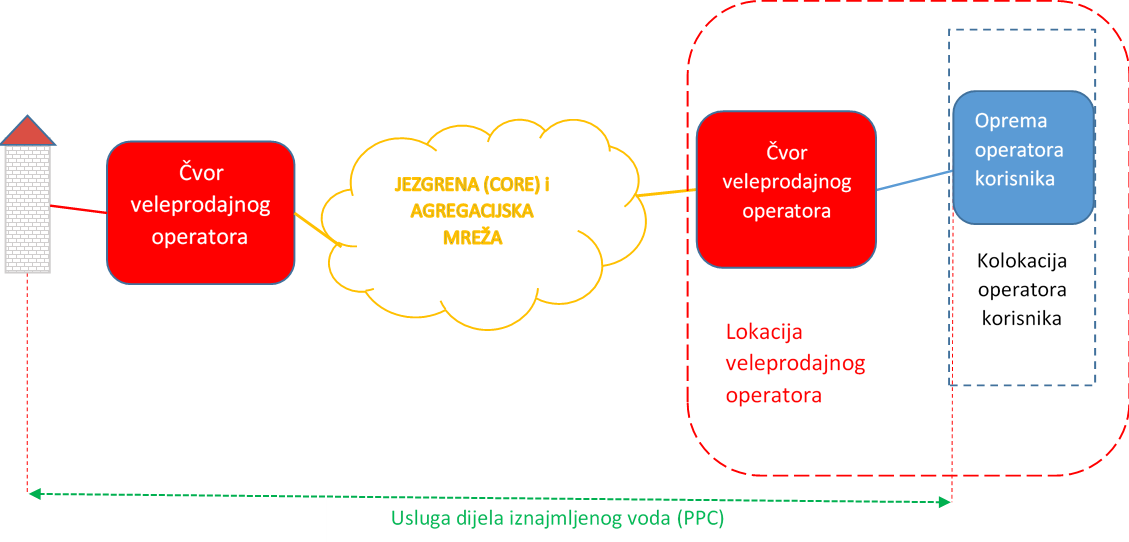 Čvor
veleprodajnog
operatora
JEZGRENA (CORE) i
AGREGACIJSKA
MREŽA
Čvor
veleprodajnog
operatora
Oprema
operatora
korisnika
Kolokacija
operatora
korisnika
Lokacija
veleprodajnog
operatora
Usluga dijela iznajmljenog voda (PPC)